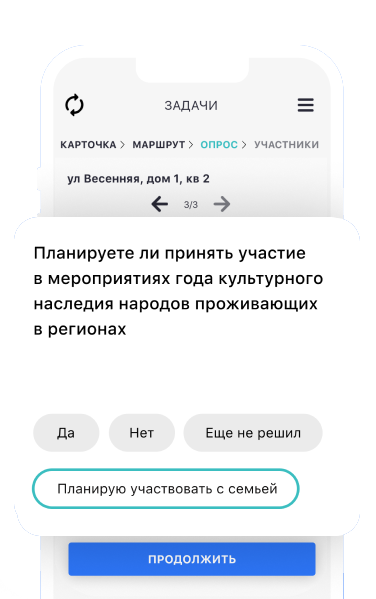 ЗАДАЧИ
КАРТОЧКА > МАРШРУТ > ОПРОС > УЧАСТНИКИ
ул Весенняя, дом 1, кв 2
3/3
Планируете ли принять участие
в мероприятиях года культурного
наследия народов проживающих
в регионах
Да Нет Еще не решил
Планирую участвовать с семьей
ПРОДОЛЖИТЬ